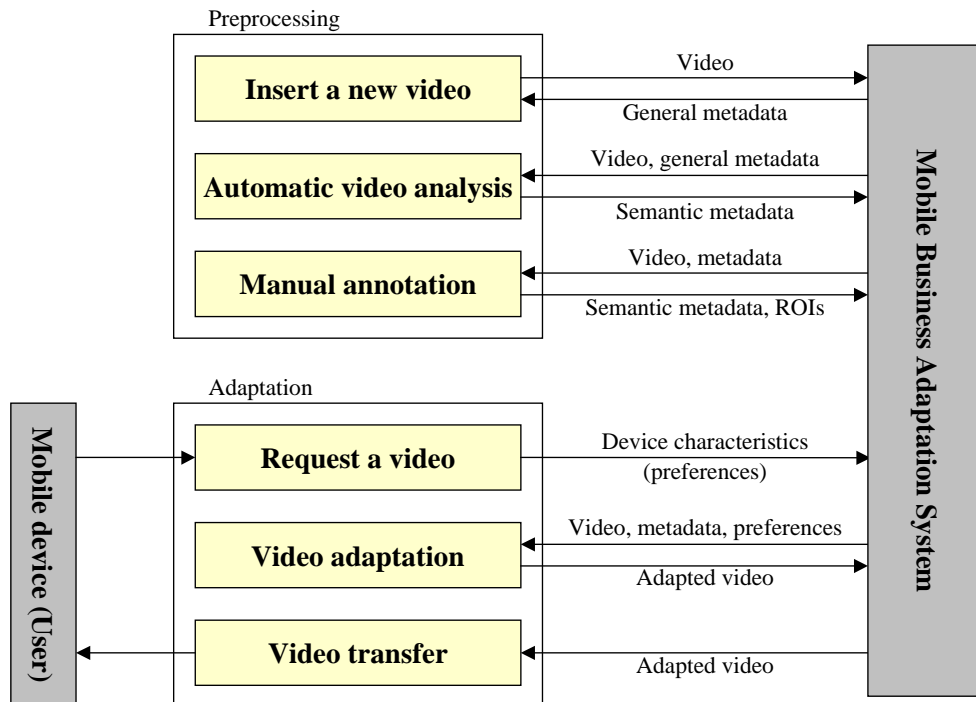 Preprocessing
Insert a new video
Video
General metadata
Automatic video analysis
Video, general metadata
Semantic metadata
Manual annotation
Video, metadata
Semantic metadata, ROIs
Mobile Business Adaptation System
Adaptation
Mobile device (User)
Request a video
Device characteristics
(preferences)
Video adaptation
Video, metadata, preferences
Adapted video
Video transfer
Adapted video